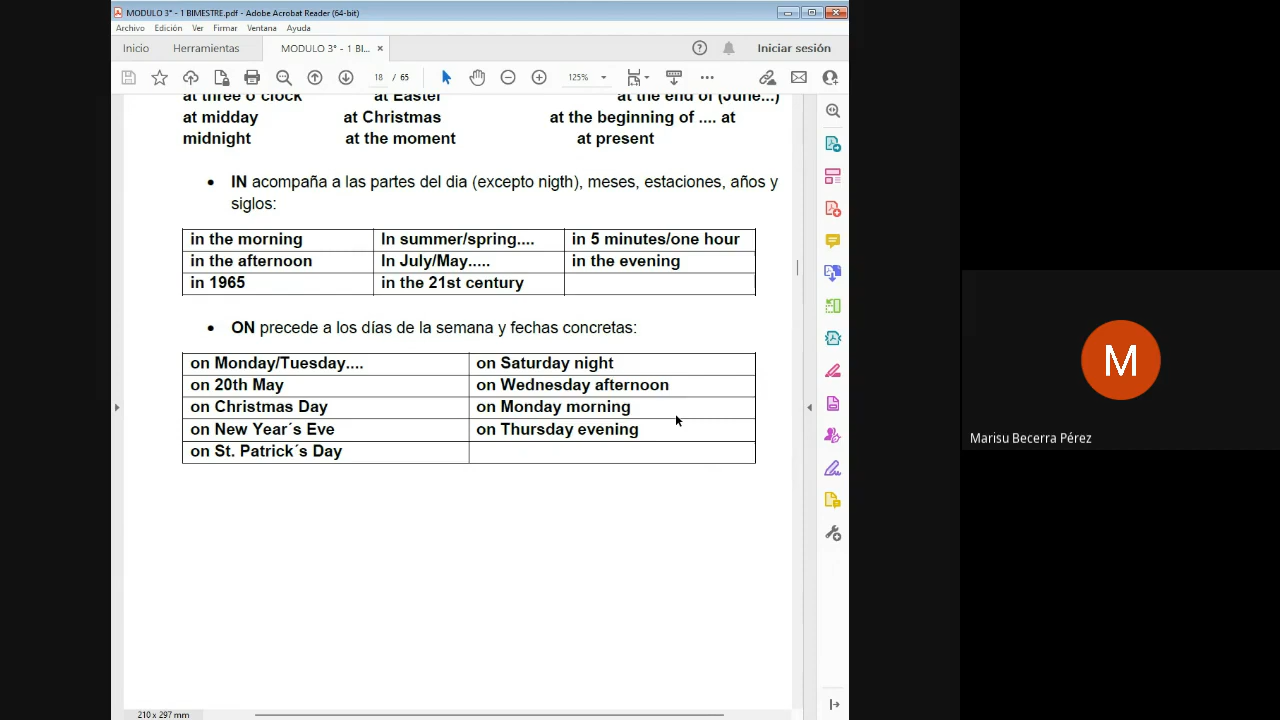 MODULO 3° - 1 BIMESTRE.pdf - Adobe Acrobat Reader (64-bit)
Archivo Edición Ver Firmar Ventana Ayuda
Inicio Herramientas MODULO 3° - 1 BI... × Iniciar sesión
18 / 65 125%
at three o´clock at Easter at the end of (June...)
at midday at Christmas at the beginning of .... at
midnight at the moment at present
• IN acompaña a las partes del dia (excepto nigth), meses, estaciones, años y
siglos:
in the morning In summer/spring.... in 5 minutes/one hour
in the afternoon In July/May..... in the evening
in 1965 in the 21st century
• ON precede a los días de la semana y fechas concretas:
on Monday/Tuesday.... on Saturday night
on 20th May on Wednesday afternoon
on Christmas Day on Monday morning
on New Year´s Eve on Thursday evening
on St. Patrick´s Day
210 x 297 mm
M
Marisu Becerra Pérez